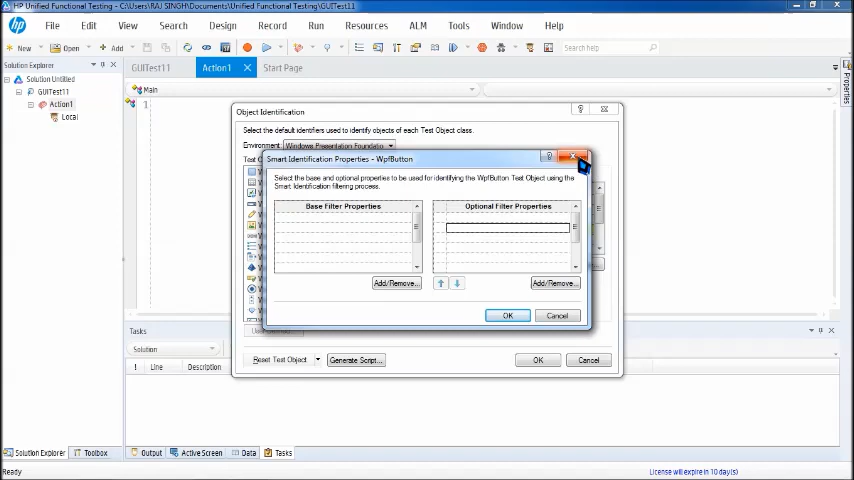 HP Unified Functional Testing - C:\Users\RAJ SINGH\Documents\Unified Functional Testing\GUITest11
hp File Edit View Search Design Record Run Resources ALM Tools Window Help
New Open Add Search help
Solution Explorer
GUITest11 Action1 Start Page
Solution Untitled
GUITest11
Action1
Local
Main
1
Properties
Object Identification
Select the default identifiers used to identify objects of each Test Object class.
Environment: Windows Presentation Foundatio
Smart Identification Properties - WpfButton
Select the base and optional properties to be used for identifying the WpfButton Test Object using the
Smart Identification filtering process.
Base Filter Properties Optional Filter Properties
Add/Remove... Add/Remove...
OK Cancel
Reset Test Object Generate Script... OK Cancel
Tasks
Solution
! Line Description
Solution Explorer Toolbox Output Active Screen Data Tasks
Ready License will expire in 10 day(s)